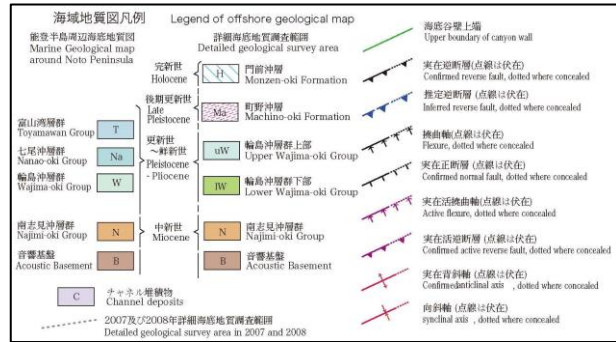 海域地質図凡例
Legend of offshore geological map
能登半島周辺海底地質図
Marine Geological map
around Noto Peninsula
詳細海底地質調査範囲
Detailed geological survey area
完新世
Holocene
H
門前沖層
Monzen-oki Formation
後期更新世
Late
Pleistocene
Ma
町野沖層
Machino-oki Formation
富山湾層群
Toyamawan Group
T
七尾沖層群
Nanao-oki Group
Na
輪島沖層群
Wajima-oki Group
W
更新世
~鮮新世
Pleistocene
- Pliocene
uW
輪島沖層群上部
Upper Wajima-oki Group
lW
輪島沖層群下部
Lower Wajima-oki Group
南志見沖層群
Najimi-oki Group
N
中新世
Miocene
N
南志見沖層群
Najimi-oki Group
音響基盤
Acoustic Basement
B
B
音響基盤
Acoustic Basement
C
チャネル堆積物
Channel deposits
2007及び2008年詳細海底地質調査範囲
Detailed geological survey area in 2007 and 2008
海底谷壁上端
Upper boundary of canyon wall
実在逆断層 (点線は伏在)
Confirmed reverse fault, dotted where concealed
推定逆断層 (点線は伏在)
Inferred reverse fault, dotted where concealed
撓曲軸(点線は伏在)
Flexure, dotted where concealed
実在正断層 (点線は伏在)
Confirmed normal fault, dotted where concealed
実在活撓曲軸 (点線は伏在)
Active flexure, dotted where concealed
実在活逆断層 (点線は伏在)
Confirmed active reverse fault, dotted where concealed
実在背斜軸 (点線は伏在)
Confirmedanticlinal axis , dotted where concealed
向斜軸 (点線は伏在)
synclinal axis , dotted where concealed